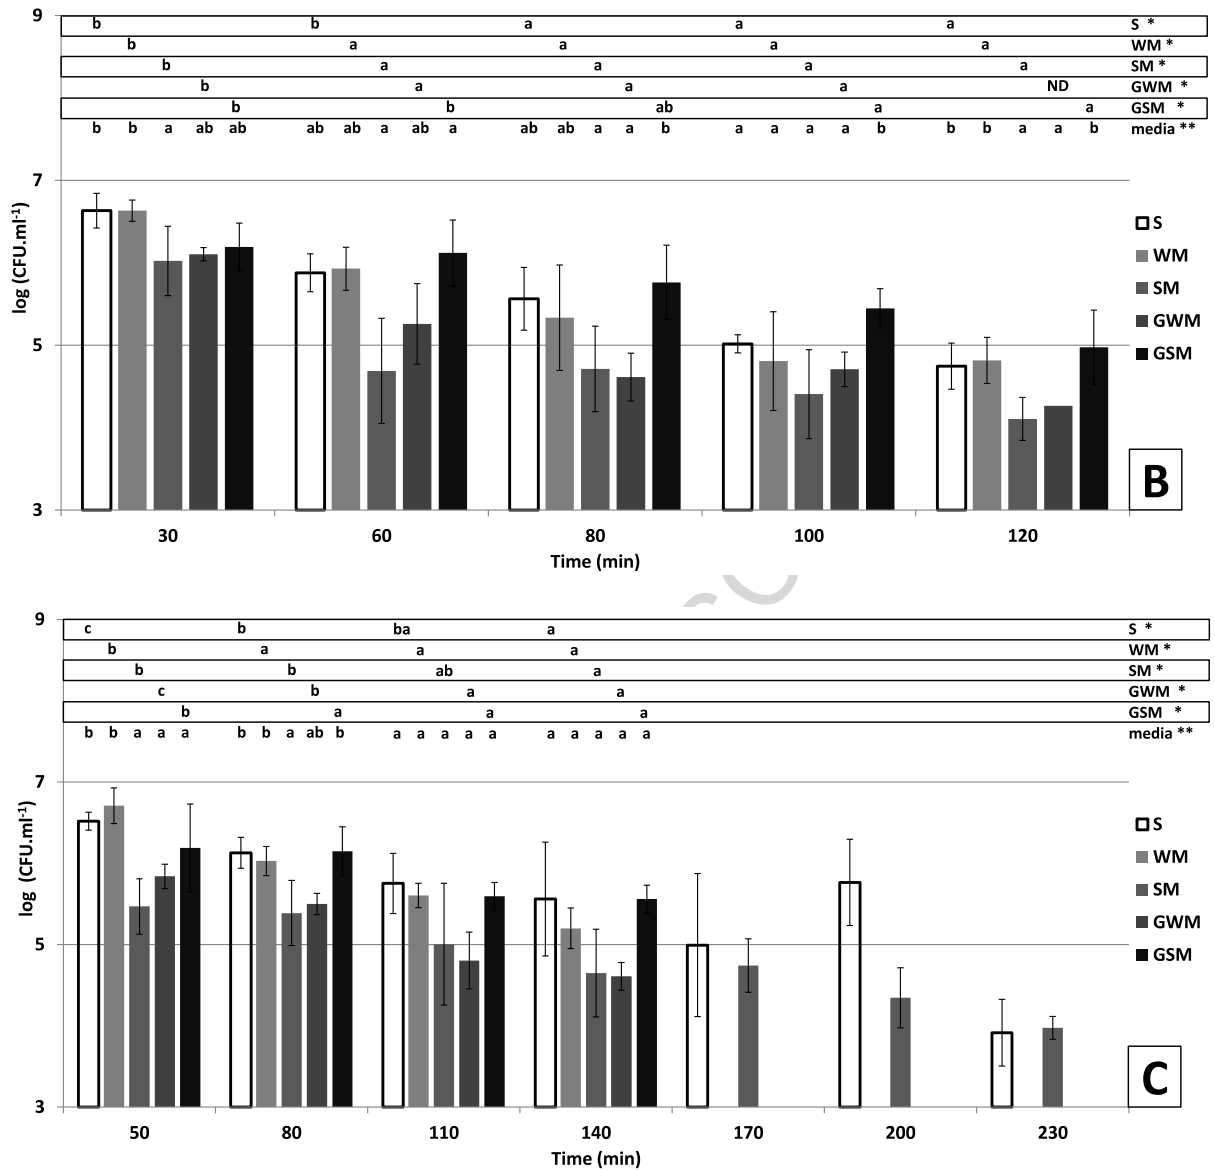 9
b b a a a S *
b a a a a WM *
b a a a a SM *
b a a a ND GWM *
b b ab a a GSM *
b b a ab ab ab ab a ab a ab ab a a b a a a a b b b a a b media **
7
5
3
log (CFU.ml-1)
S
WM
SM
GWM
GSM
B
30 60 80 100 120
Time (min)
9
c b ba a S *
b a a a WM *
b b ab a SM *
c b a a GWM *
b a a a GSM *
b b a a a b b a ab b a a a a a a a a a a media **
7
5
3
log (CFU.ml-1)
S
WM
SM
GWM
GSM
C
50 80 110 140 170 200 230
Time (min)